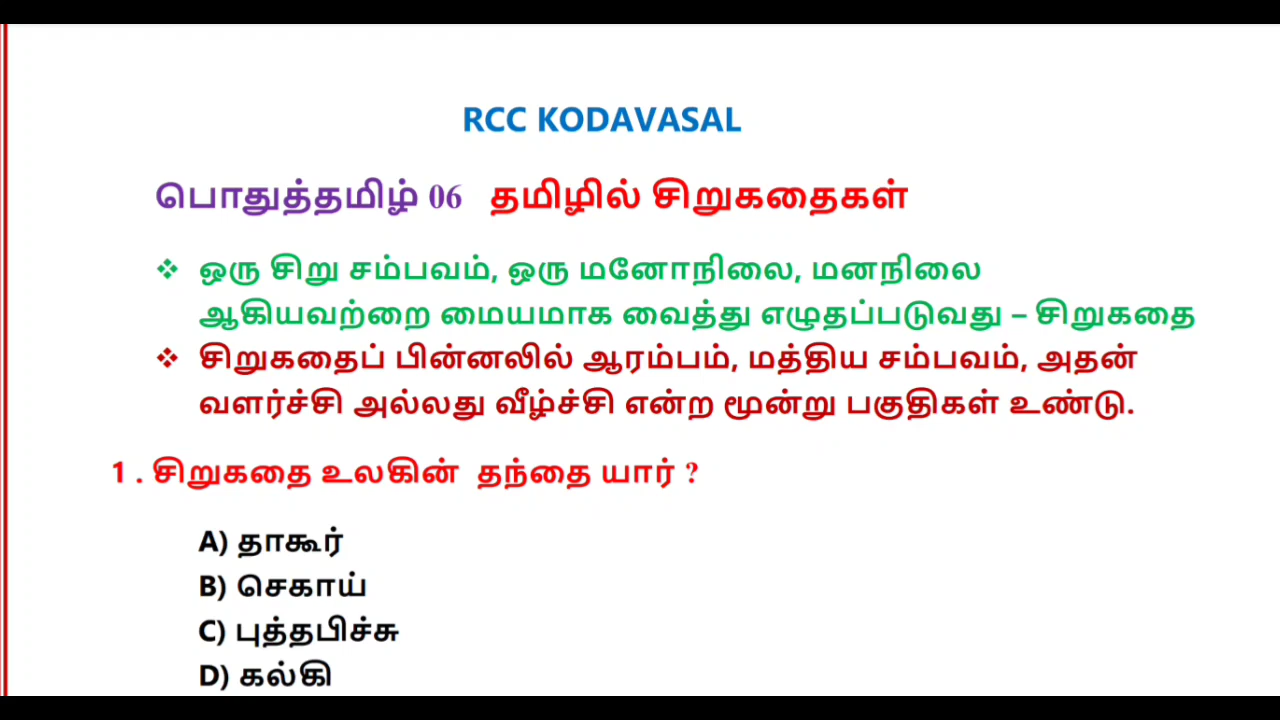 RCC KODAVASAL
பொதுத்தமிழ் 06 தமிழில் சிறுகதைகள்
❖ ஒரு சிறு சம்பவம், ஒரு மனோநிலை, மனநிலை
ஆகியவற்றை மையமாக வைத்து எழுதப்படுவது – சிறுகதை
❖ சிறுகதைப் பின்னலில் ஆரம்பம், மத்திய சம்பவம், அதன்
வளர்ச்சி அல்லது வீழ்ச்சி என்ற மூன்று பகுதிகள் உண்டு.
1 . சிறுகதை உலகின் தந்தை யார் ?
A) தாகூர்
B) செகாய்
C) புத்தபிச்சு
D) கல்கி